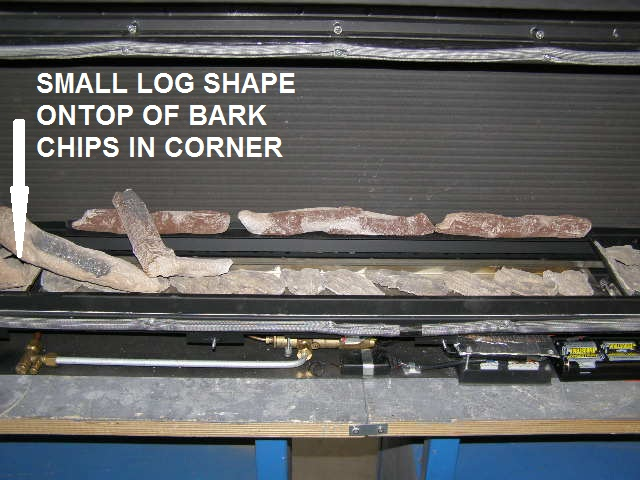 SMALL LOG SHAPE
ONTOP OF BARK
CHIPS IN CORNER